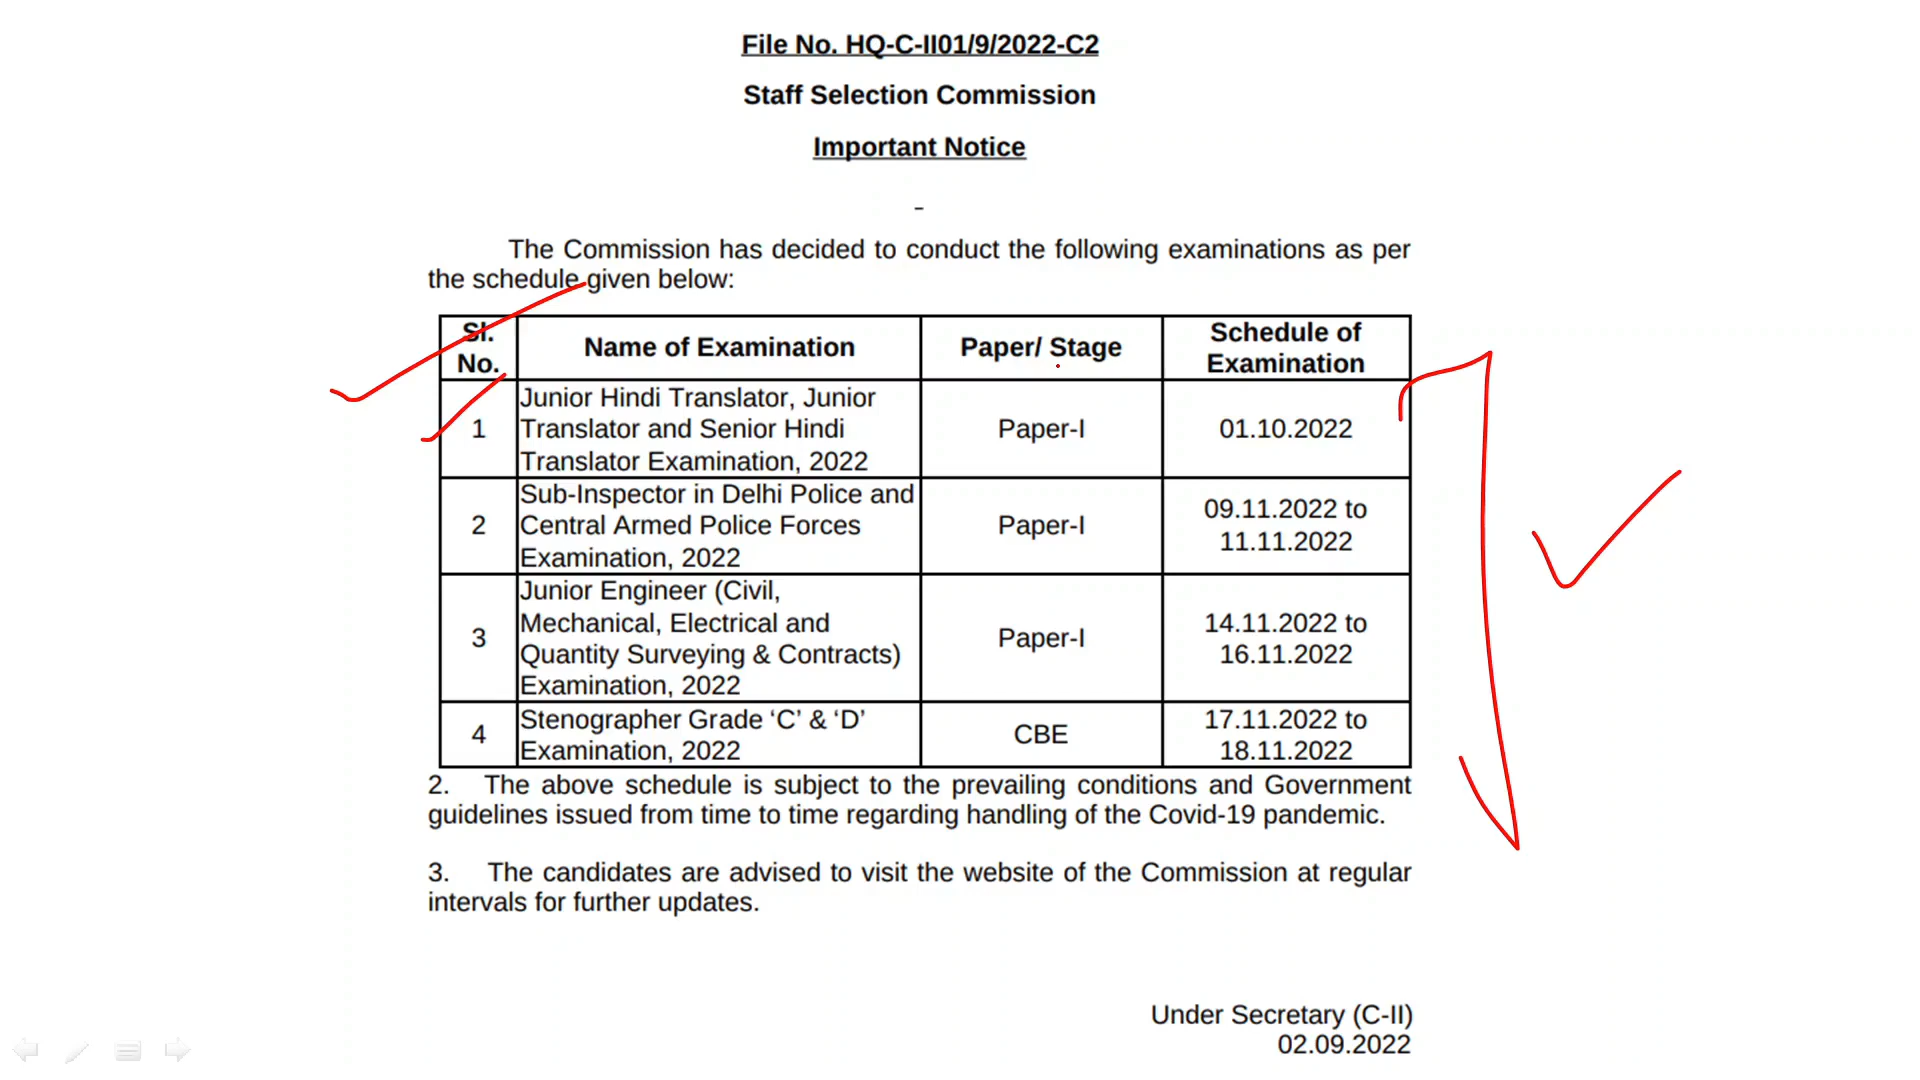 File No. HQ-C-II01/9/2022-C2
Staff Selection Commission
Important Notice
-
The Commission has decided to conduct the following examinations as per
the schedule given below:
Sl. No. | Name of Examination | Paper/ Stage | Schedule of Examination
1 | Junior Hindi Translator, Junior Translator and Senior Hindi Translator Examination, 2022 | Paper-I | 01.10.2022
2 | Sub-Inspector in Delhi Police and Central Armed Police Forces Examination, 2022 | Paper-I | 09.11.2022 to 11.11.2022
3 | Junior Engineer (Civil, Mechanical, Electrical and Quantity Surveying & Contracts) Examination, 2022 | Paper-I | 14.11.2022 to 16.11.2022
4 | Stenographer Grade ‘C’ & ‘D’ Examination, 2022 | CBE | 17.11.2022 to 18.11.2022
2. The above schedule is subject to the prevailing conditions and Government
guidelines issued from time to time regarding handling of the Covid-19 pandemic.
3. The candidates are advised to visit the website of the Commission at regular
intervals for further updates.
Under Secretary (C-II)
02.09.2022